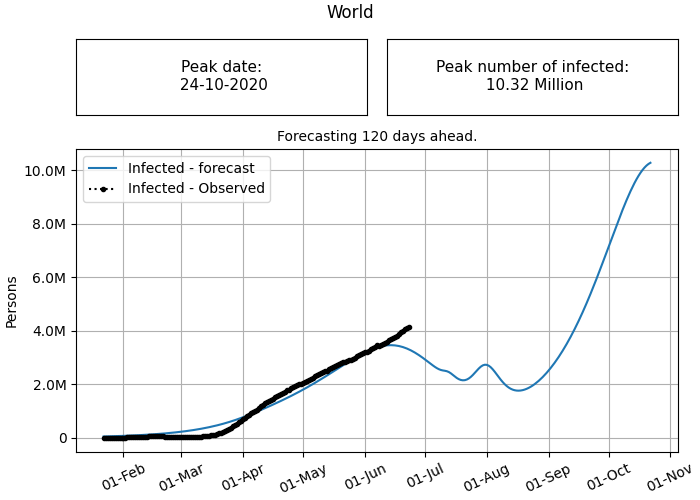 World
Peak date:
24-10-2020
Peak number of infected:
10.32 Million
Forecasting 120 days ahead.
Infected - forecast
Infected - Observed
10.0M
8.0M
6.0M
4.0M
2.0M
0
Persons
01-Feb
01-Mar
01-Apr
01-May
01-Jun
01-Jul
01-Aug
01-Sep
01-Oct
01-Nov